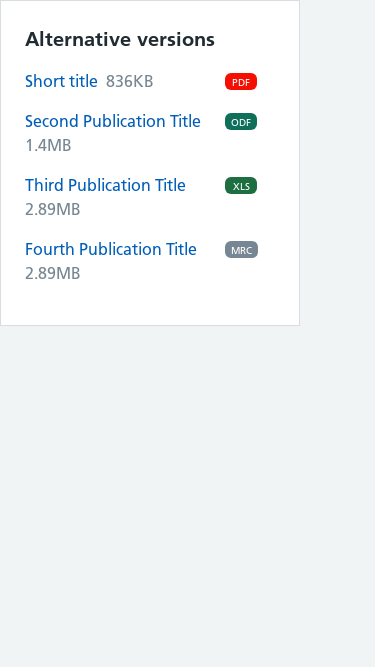 Alternative versions
Short title 836KB PDF
Second Publication Title ODF
1.4MB
Third Publication Title XLS
2.89MB
Fourth Publication Title MRC
2.89MB